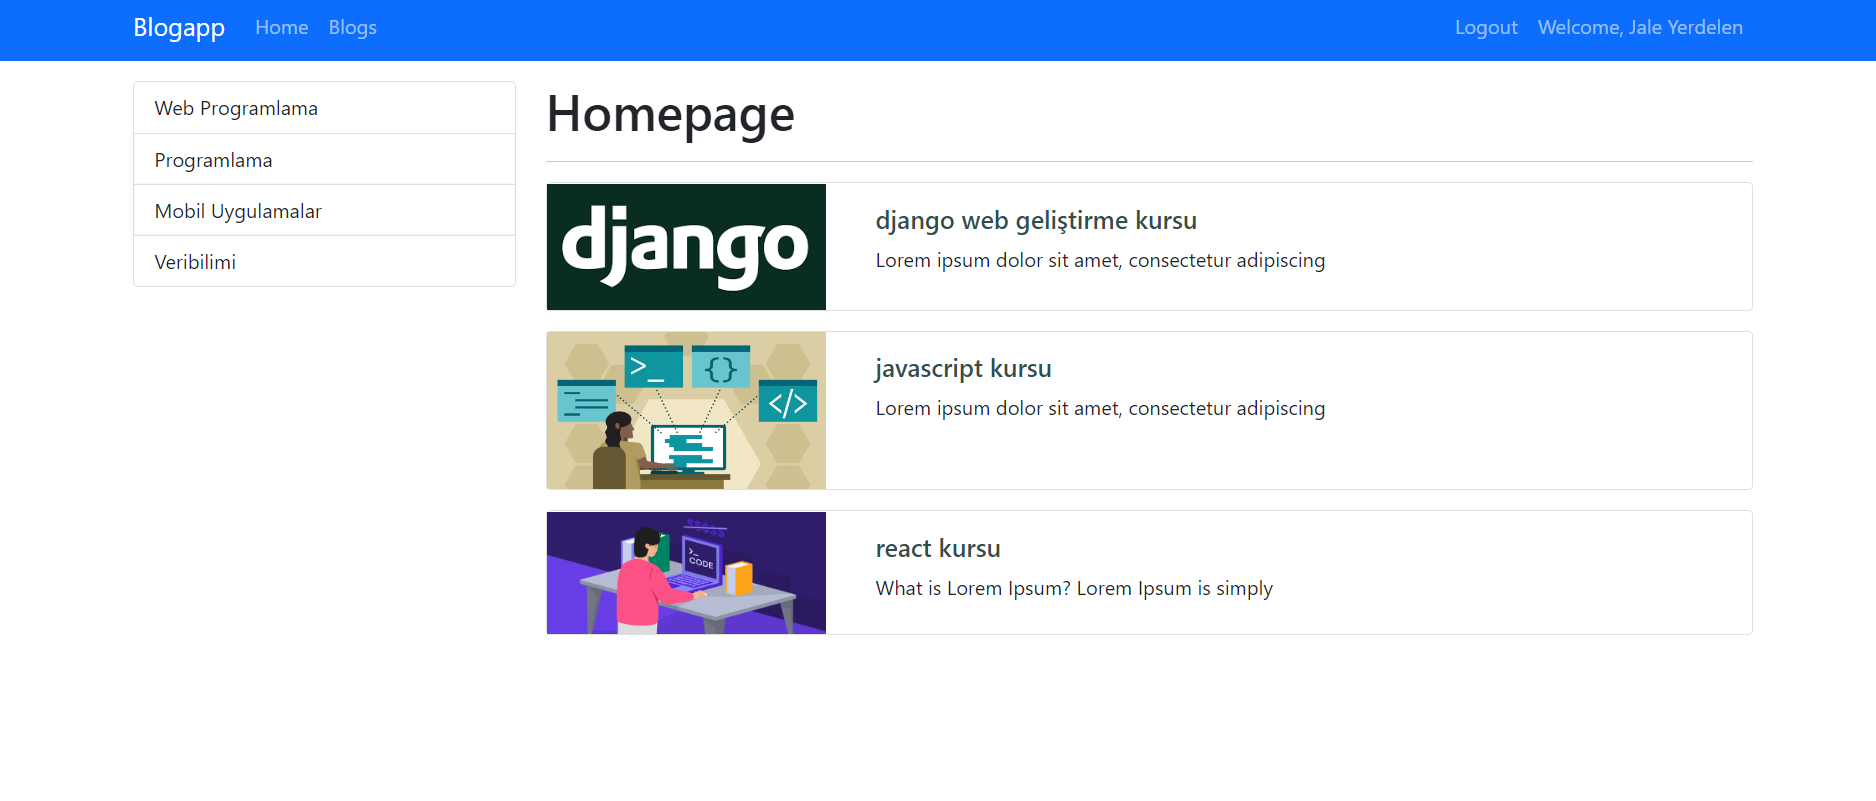 Blogapp Home Blogs Logout Welcome, Jale Yerdelen
Web Programlama
Programlama
Mobil Uygulamalar
Veribilimi
Homepage
django
django web geliştirme kursu
Lorem ipsum dolor sit amet, consectetur adipiscing
>_
{}
</>
javascript kursu
Lorem ipsum dolor sit amet, consectetur adipiscing
>_
CODE
react kursu
What is Lorem Ipsum? Lorem Ipsum is simply